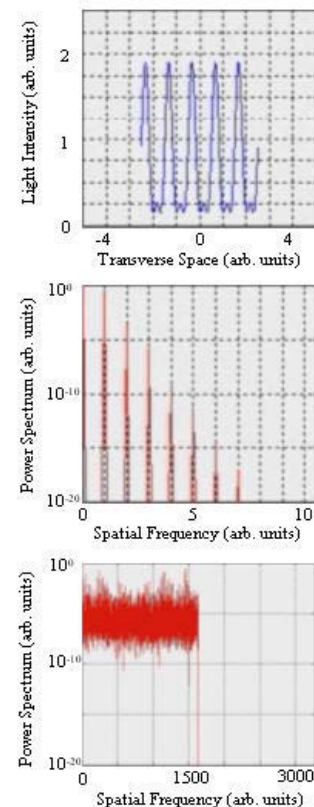 Light Intensity (arb. units)
2
1
0
-4 0 4
Transverse Space (arb. units)
Power Spectrum (arb. units)
10⁰
10⁻¹⁰
10⁻²⁰
0 5 10
Spatial Frequency (arb. units)
Power Spectrum (arb. units)
10⁰
10⁻¹⁰
10⁻²⁰
0 1500 3000
Spatial Frequency (arb. units)